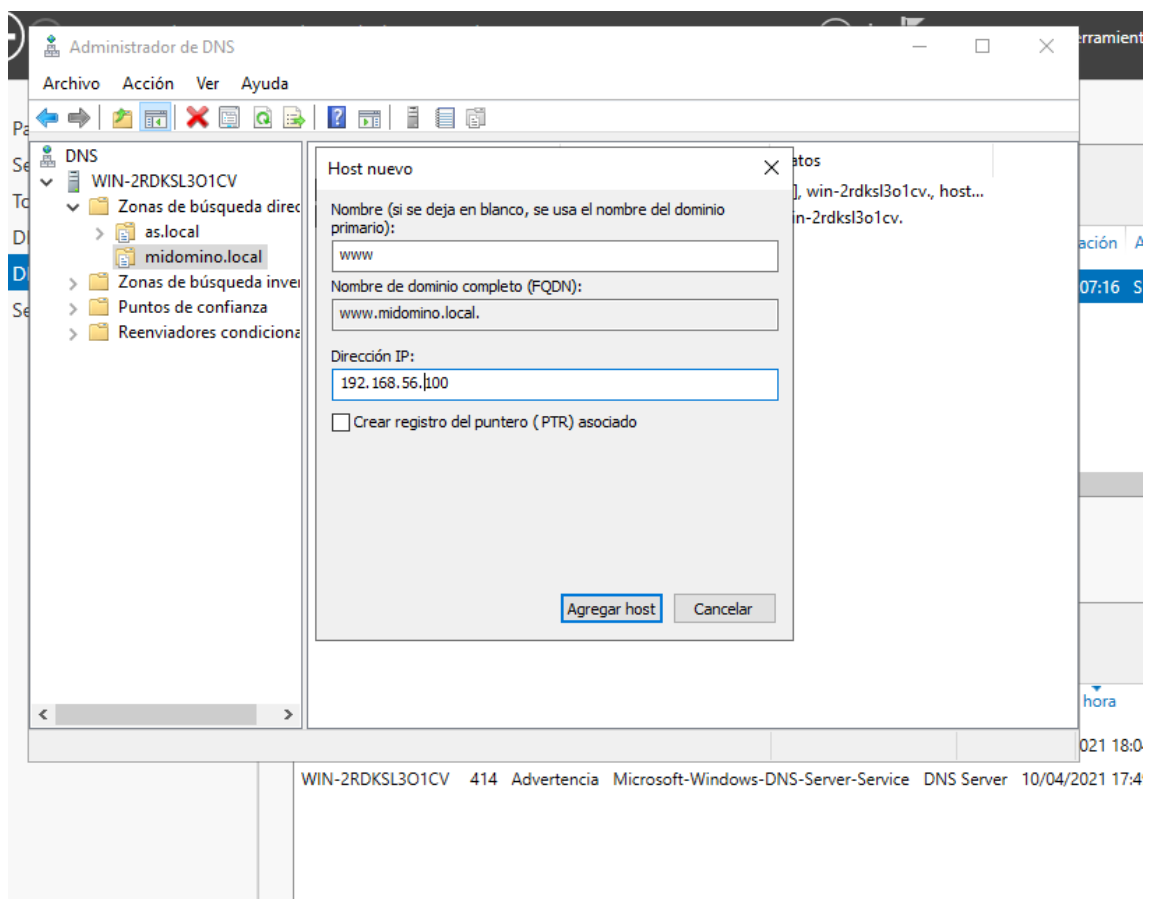 erramient
Administrador de DNS
Archivo Acción Ver Ayuda
DNS
WIN-2RDKSL3O1CV
Zonas de búsqueda direc
as.local
midomino.local
Zonas de búsqueda inver
Puntos de confianza
Reenviadores condiciona
Host nuevo
Nombre (si se deja en blanco, se usa el nombre del dominio
primario):
www
Nombre de dominio completo (FQDN):
www.midomino.local.
Dirección IP:
192.168.56.100
Crear registro del puntero (PTR) asociado
Agregar host Cancelar
atos
], win-2rdksl3o1cv., host...
in-2rdksl3o1cv.
Pa
Se
To
D
D
Se
ación A
07:16 S
hora
021 18:0
WIN-2RDKSL3O1CV 414 Advertencia Microsoft-Windows-DNS-Server-Service DNS Server 10/04/2021 17:4